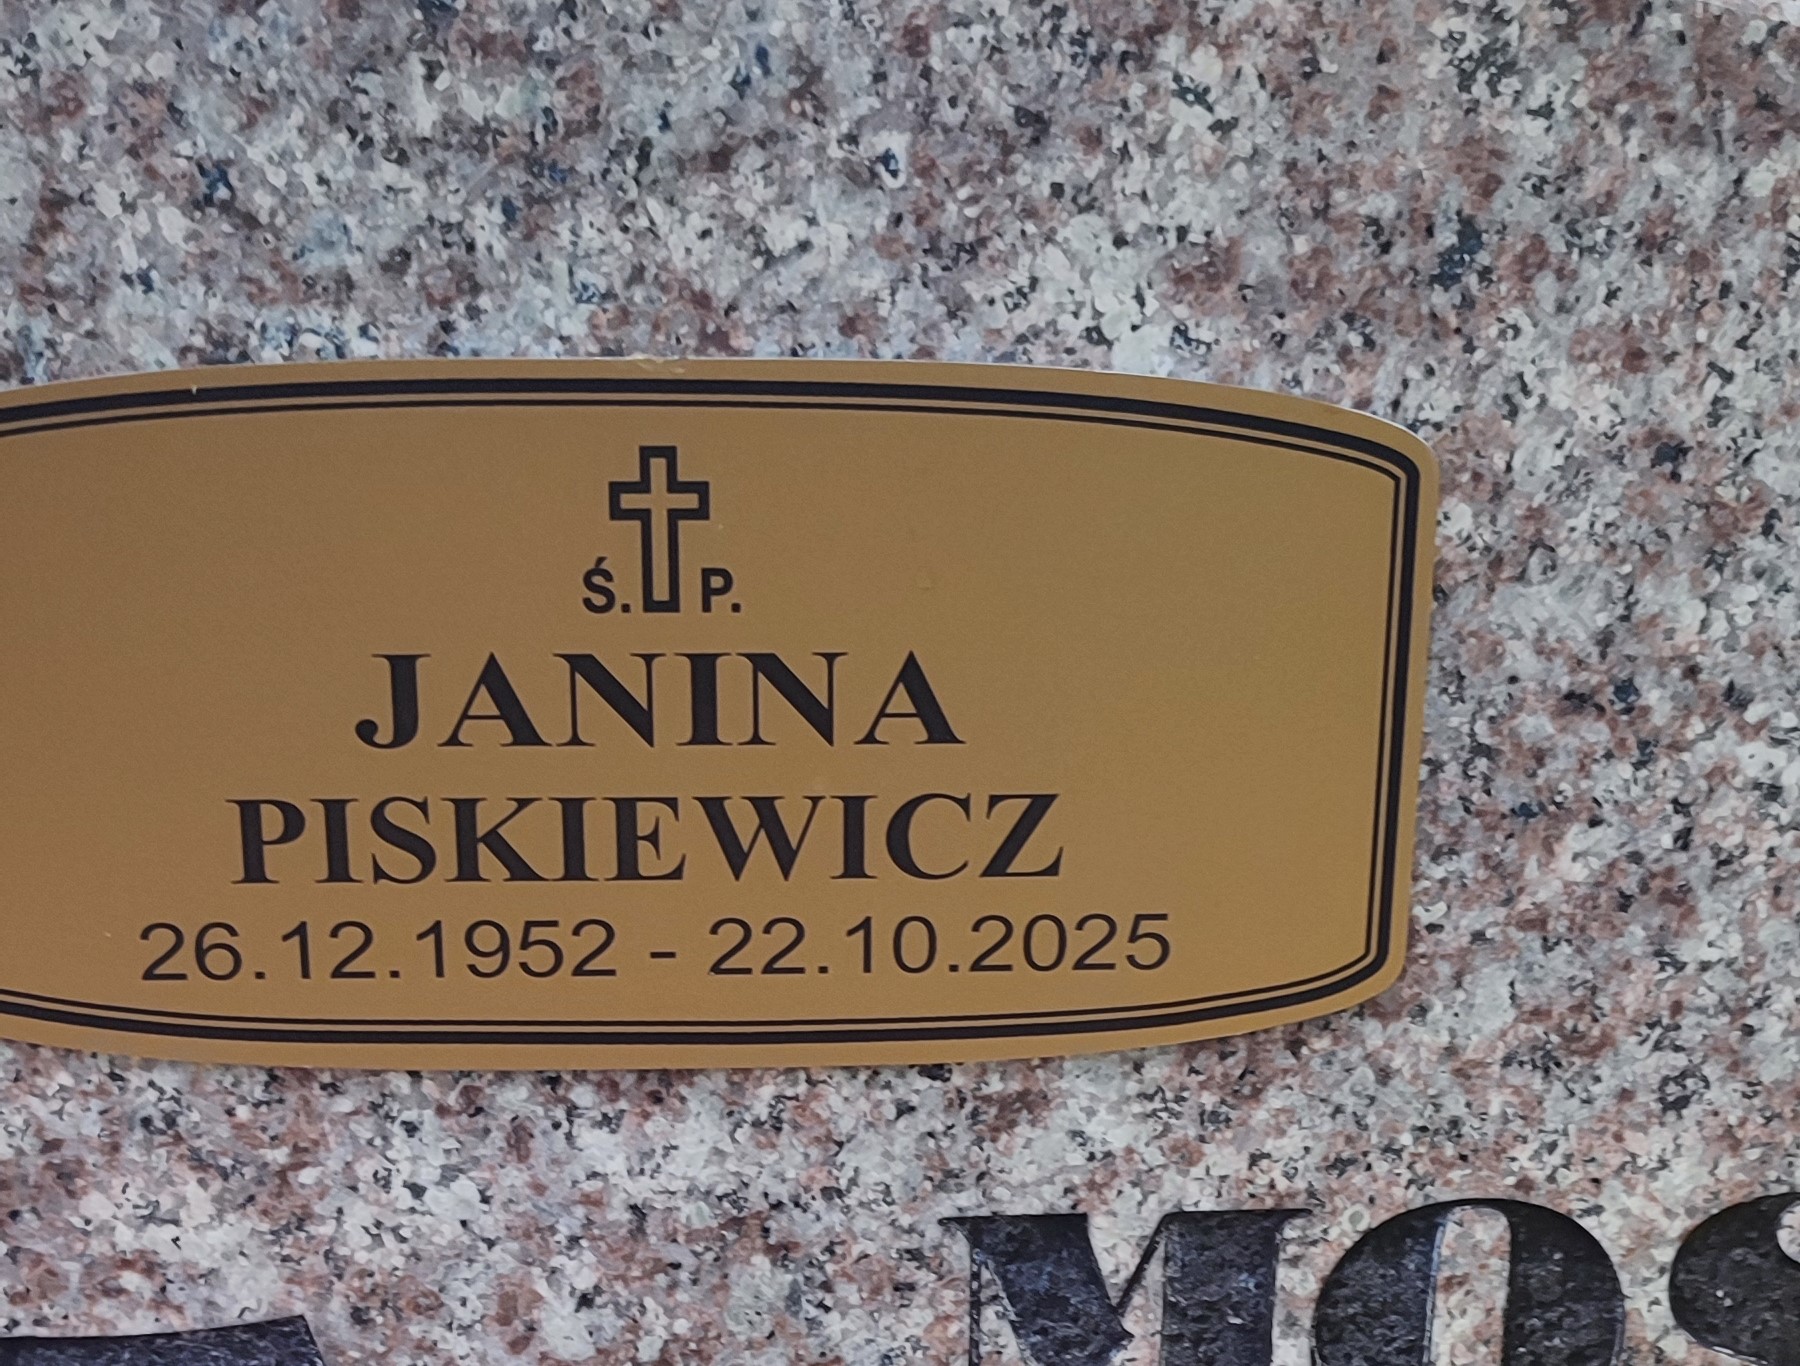 Ś. P.
JANINA
PISKIEWICZ
26.12.1952 - 22.10.2025